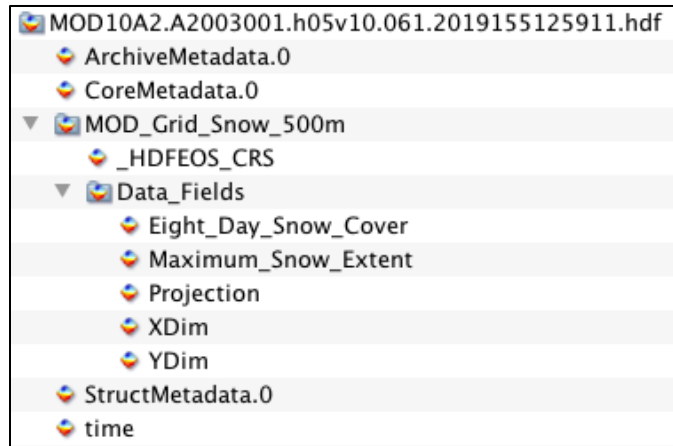 MOD10A2.A2003001.h05v10.061.2019155125911.hdf
ArchiveMetadata.0
CoreMetadata.0
MOD_Grid_Snow_500m
_HDFEOS_CRS
Data_Fields
Eight_Day_Snow_Cover
Maximum_Snow_Extent
Projection
XDim
YDim
StructMetadata.0
time